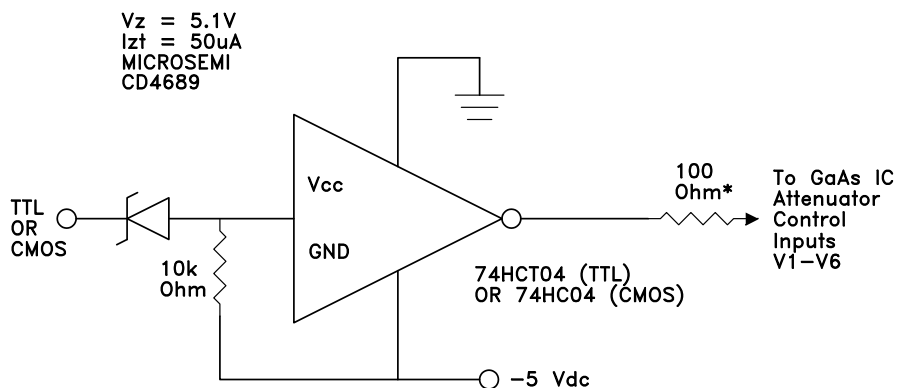 Vz = 5.1V
Izt = 50uA
MICROSEMI
CD4689
Vcc
GND
TTL
OR
CMOS
10k
Ohm
74HCT04 (TTL)
OR 74HC04 (CMOS)
100
Ohm*
To GaAs IC
Attenuator
Control
Inputs
V1-V6
-5 Vdc